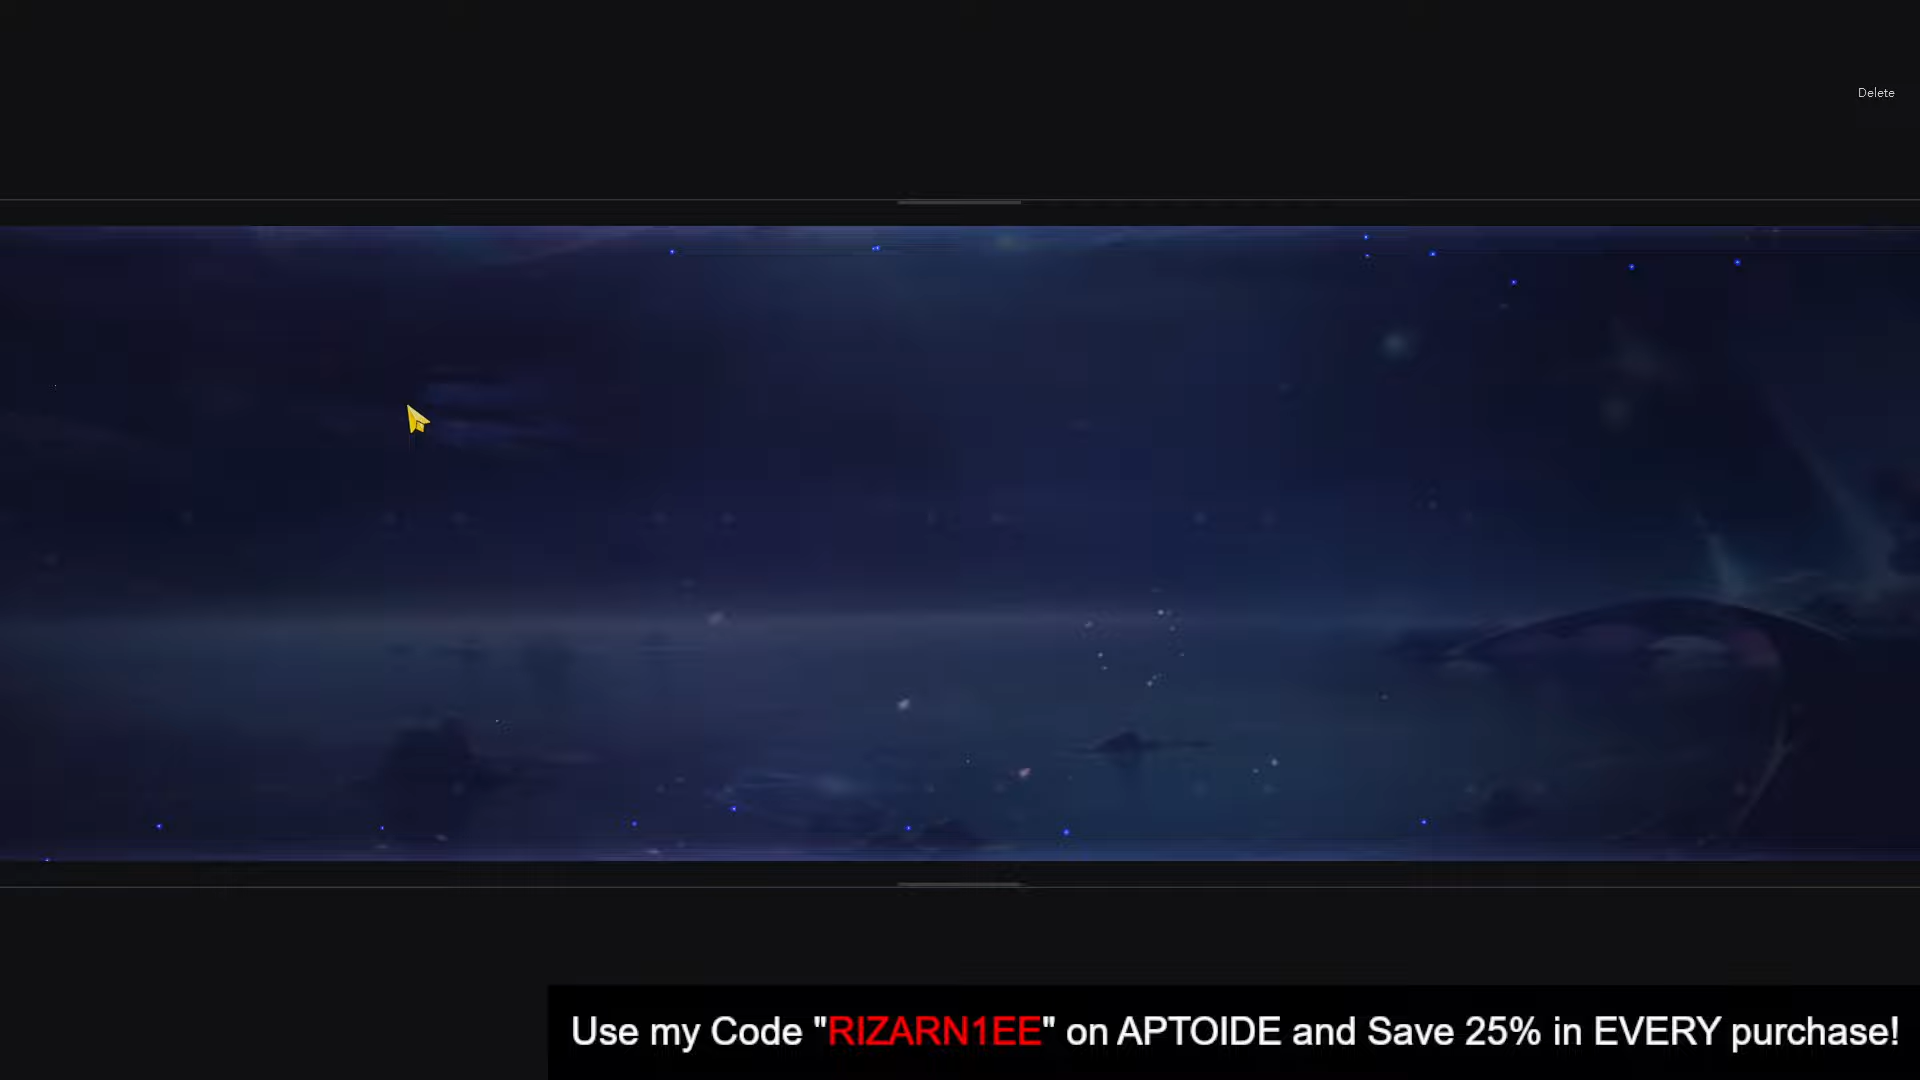 Delete
Use my Code "RIZARN1EE" on APTOIDE and Save 25% in EVERY purchase!